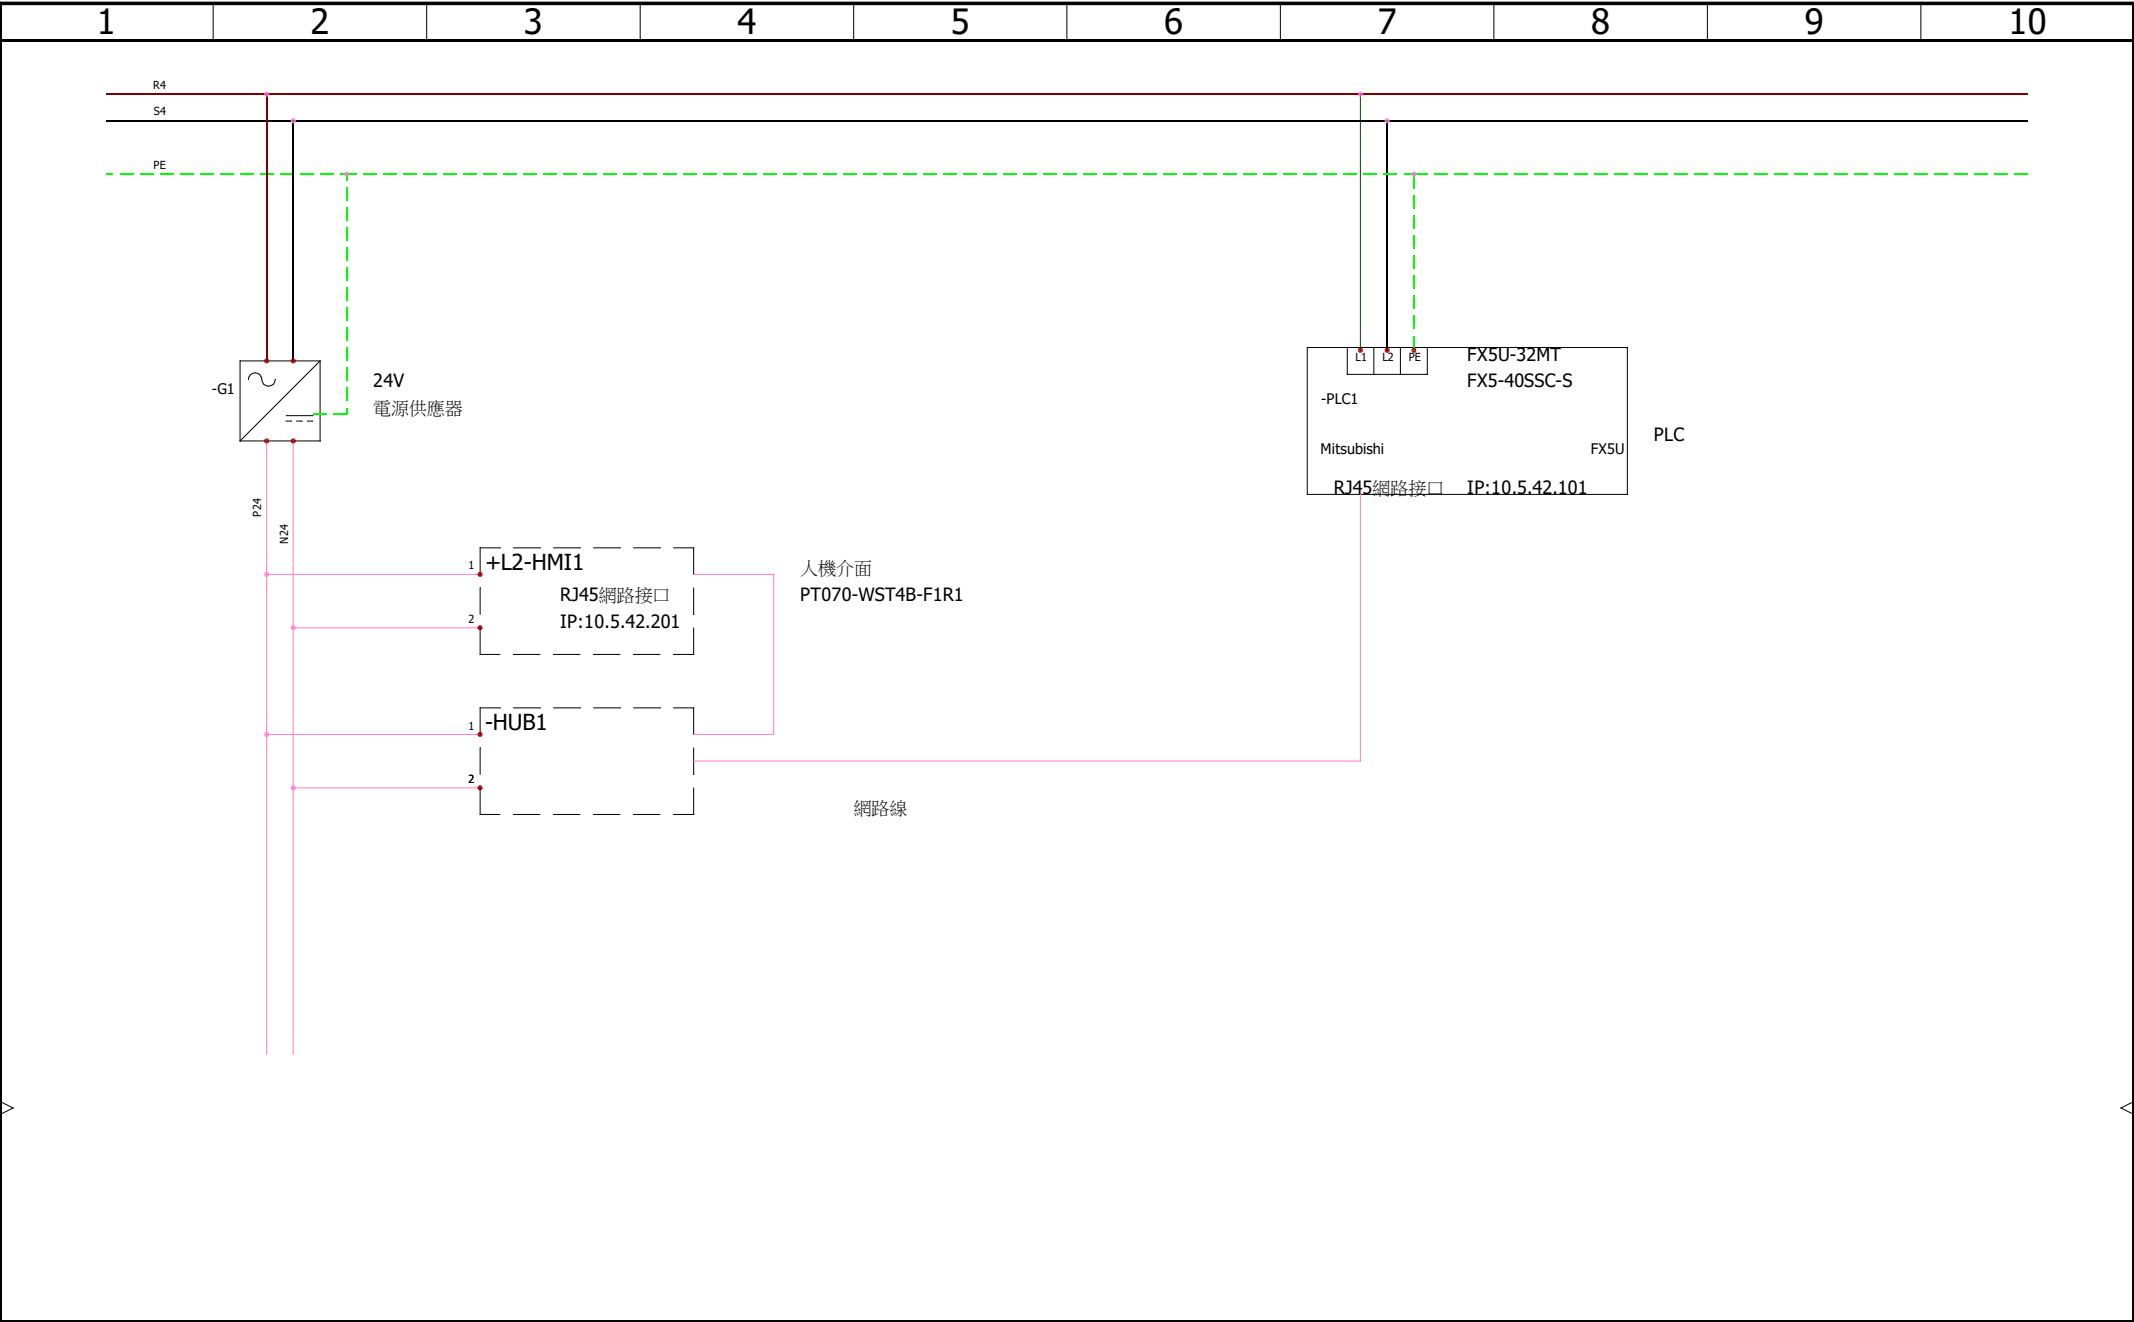 1 2 3 4 5 6 7 8 9 10
R4
S4
PE
L1 L2 PE
FX5U-32MT
FX5-40SSC-S
-G1
24V
電源供應器
-PLC1
PLC
Mitsubishi
FX5U
RJ45網路接口 IP:10.5.42.101
P24
N24
1
+L2-HMI1
人機介面
RJ45網路接口
PT070-WST4B-F1R1
2
IP:10.5.42.201
1
-HUB1
2
網路線